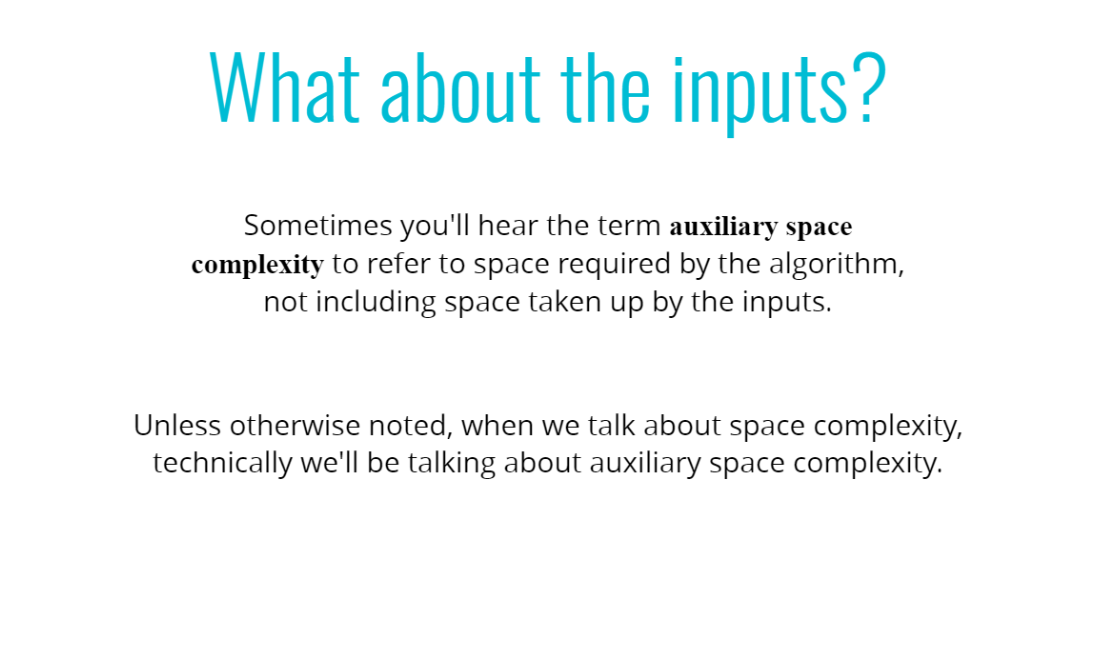 What about the inputs?
Sometimes you'll hear the term auxiliary space
complexity to refer to space required by the algorithm,
not including space taken up by the inputs.
Unless otherwise noted, when we talk about space complexity,
technically we'll be talking about auxiliary space complexity.